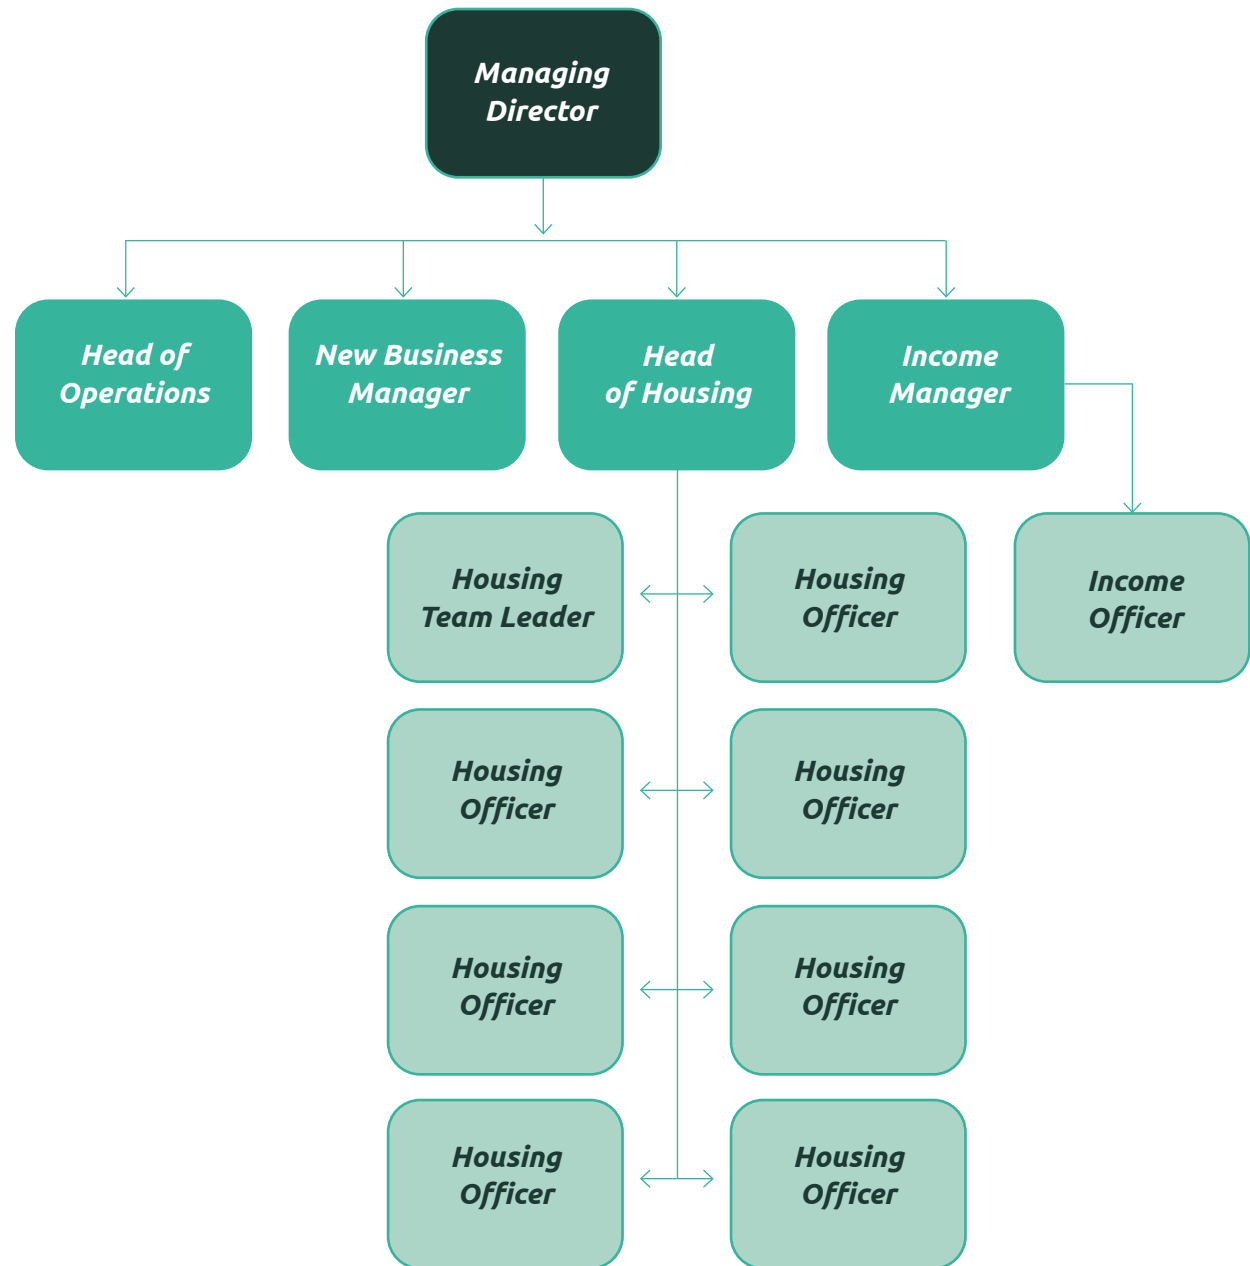 Managing
Director
Head of
Operations
New Business
Manager
Head
of Housing
Income
Manager
Housing
Team Leader
Housing
Officer
Income
Officer
Housing
Officer
Housing
Officer
Housing
Officer
Housing
Officer
Housing
Officer
Housing
Officer